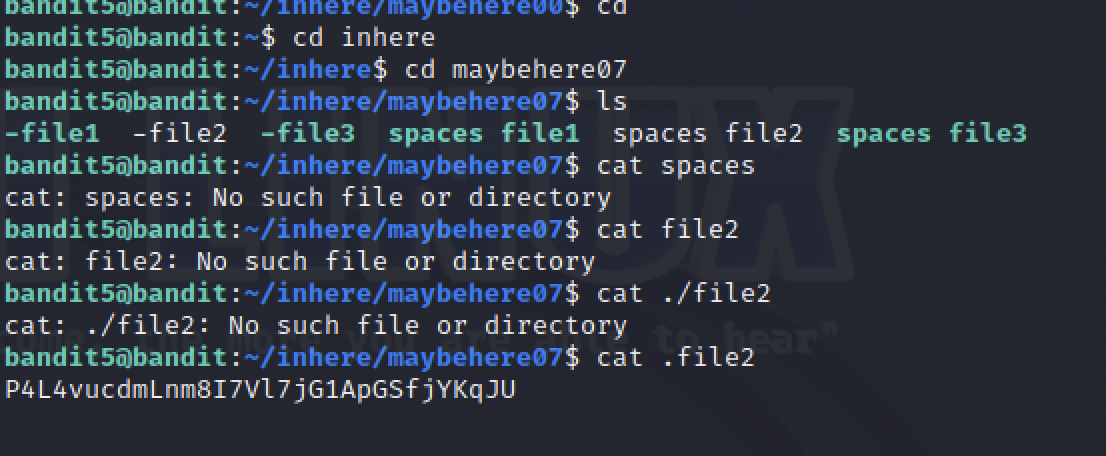 bandit5@bandit:~/inhere/maybehere00$ cd
bandit5@bandit:~$ cd inhere
bandit5@bandit:~/inhere$ cd maybehere07
bandit5@bandit:~/inhere/maybehere07$ ls
-file1  -file2  -file3  spaces file1  spaces file2  spaces file3
bandit5@bandit:~/inhere/maybehere07$ cat spaces
cat: spaces: No such file or directory
bandit5@bandit:~/inhere/maybehere07$ cat file2
cat: file2: No such file or directory
bandit5@bandit:~/inhere/maybehere07$ cat ./file2
cat: ./file2: No such file or directory
bandit5@bandit:~/inhere/maybehere07$ cat .file2
P4L4vucdmLnm8I7Vl7jG1ApGSfjYKqJU